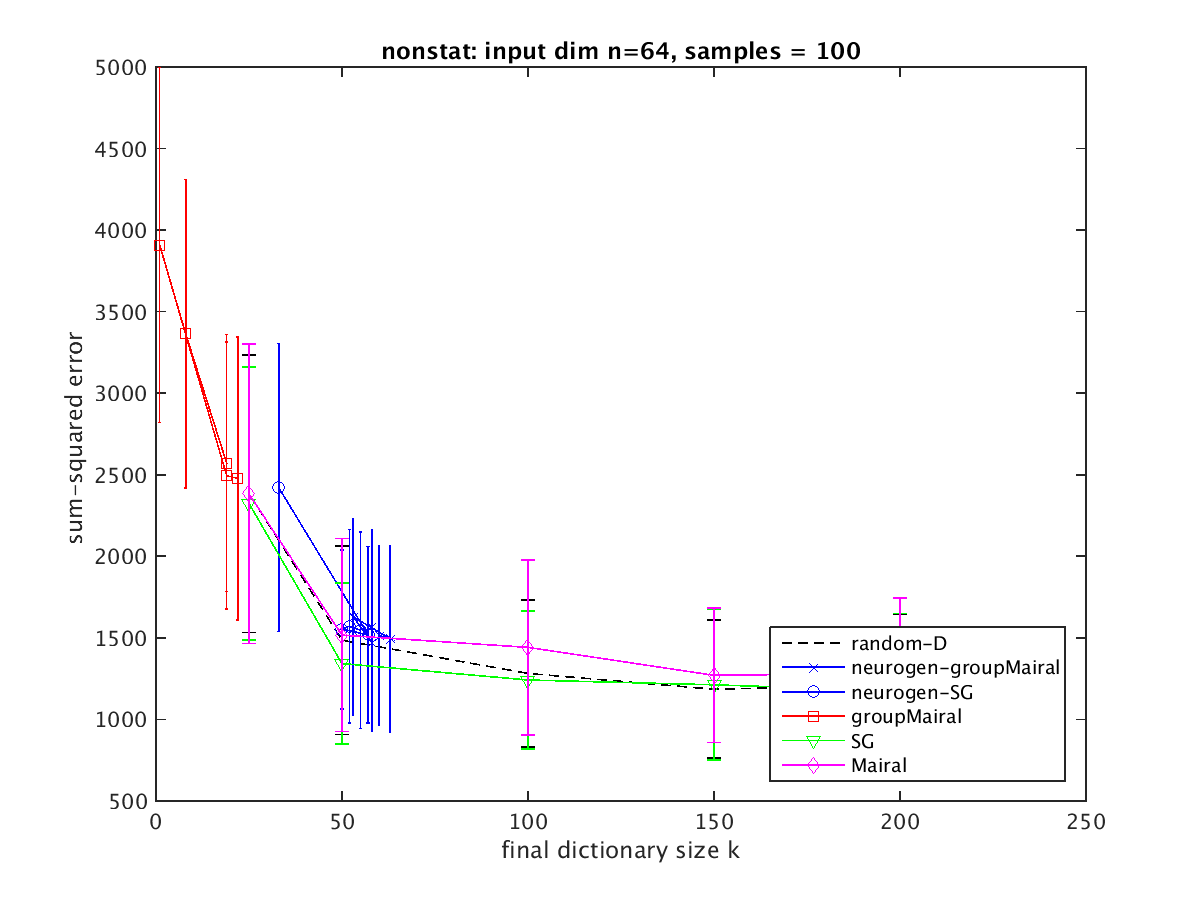 nonstat: input dim n=64, samples = 100
5000
4500
4000
3500
3000
2500
2000
1500
1000
500
sum-squared error
0 50 100 150 200 250
final dictionary size k
random-D
neurogen-groupMairal
neurogen-SG
groupMairal
SG
Mairal